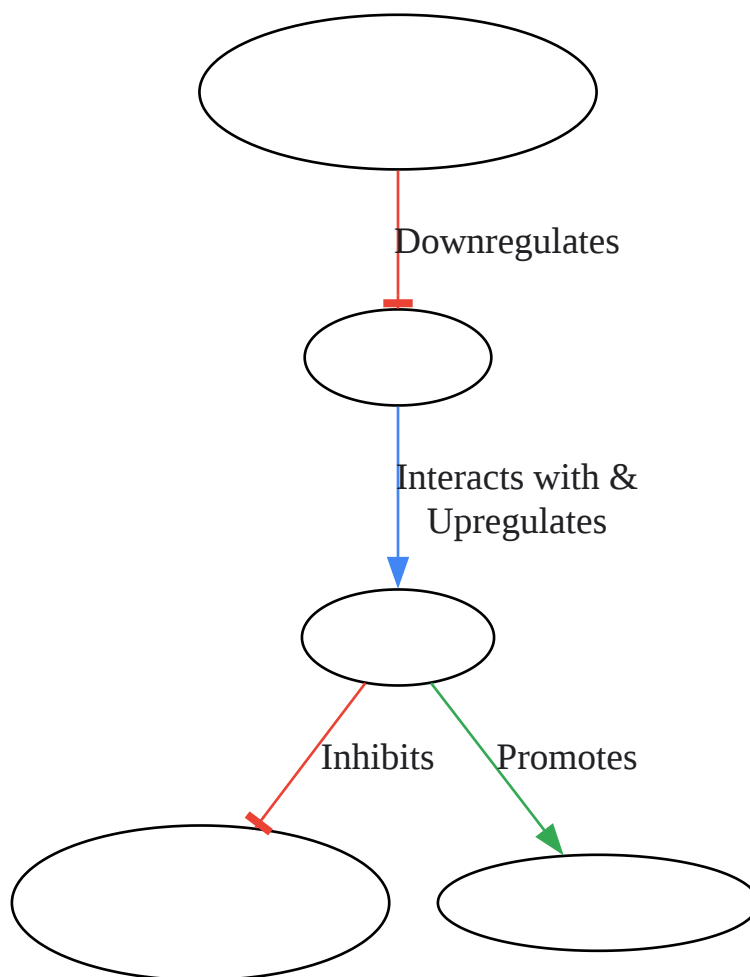 Downregulates
Interacts with &
Upregulates
Inhibits
Promotes